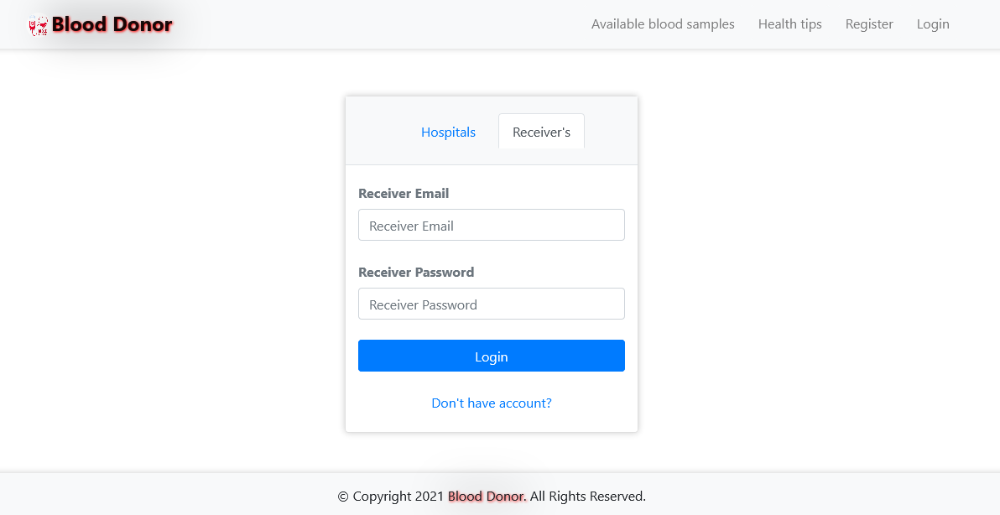 Blood Donor Available blood samples Health tips Register Login
Hospitals Receiver's
Receiver Email
Receiver Email
Receiver Password
Receiver Password
Login
Don't have account?
© Copyright 2021 Blood Donor. All Rights Reserved.